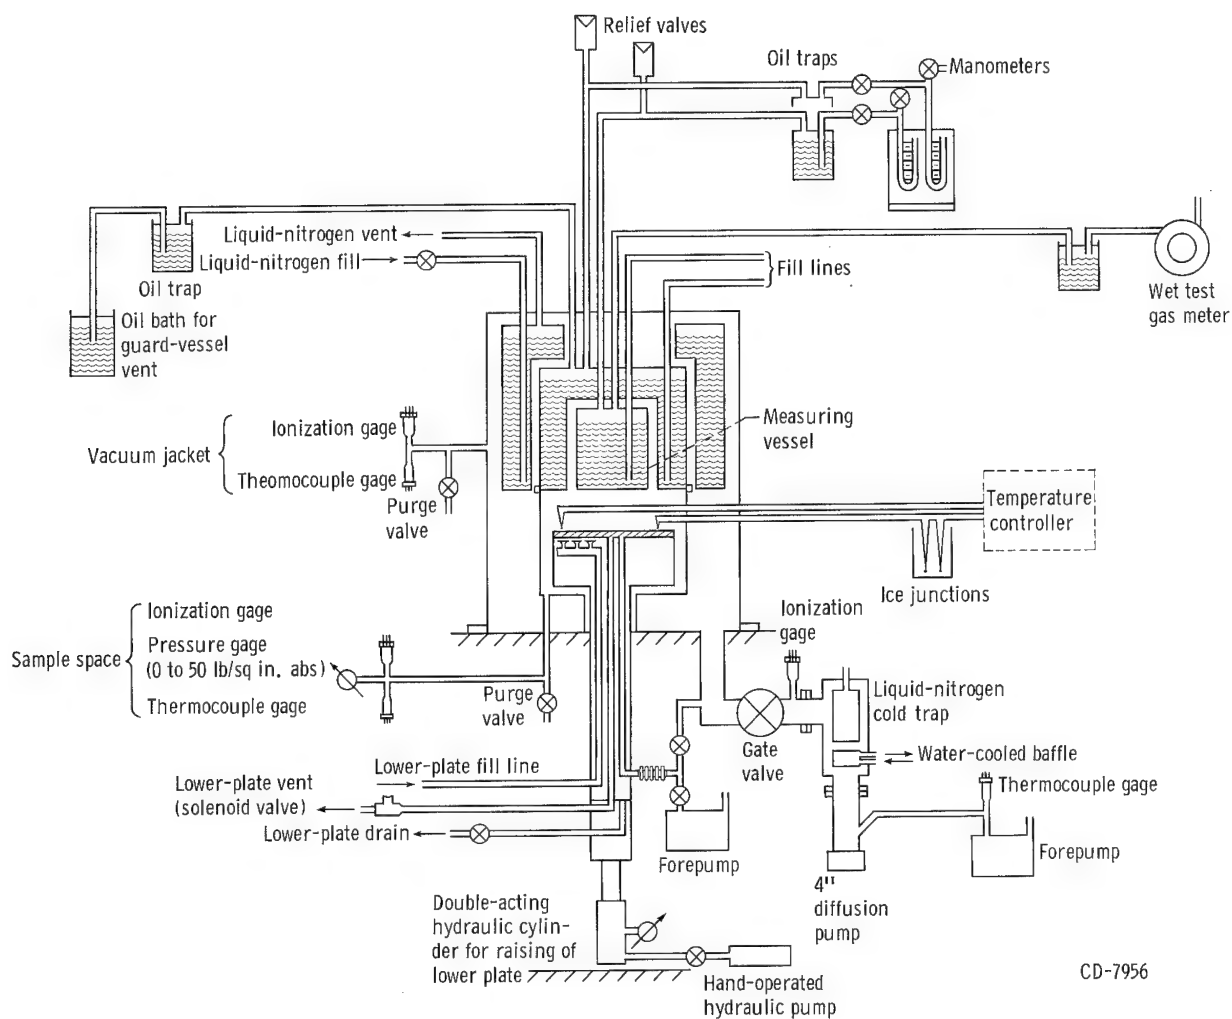 Relief valves
Oil traps
Manometers
Liquid-nitrogen vent
Liquid-nitrogen fill
Fill lines
Oil trap
Wet test
gas meter
Oil bath for
guard-vessel
vent
Measuring
vessel
Ionization gage
Vacuum jacket
Theomocouple gage
Purge
valve
Temperature
controller
Ice junctions
Ionization gage
Ionization
gage
Sample space
Pressure gage
(0 to 50 lb/sq in. abs)
Thermocouple gage
Purge
valve
Liquid-nitrogen
cold trap
Gate
valve
Water-cooled baffle
Lower-plate fill line
Lower-plate vent
(solenoid valve)
Thermocouple gage
Lower-plate drain
Forepump
Forepump
4"
diffusion
pump
Double-acting
hydraulic cylin-
der for raising of
lower plate
Hand-operated
hydraulic pump
CD-7956